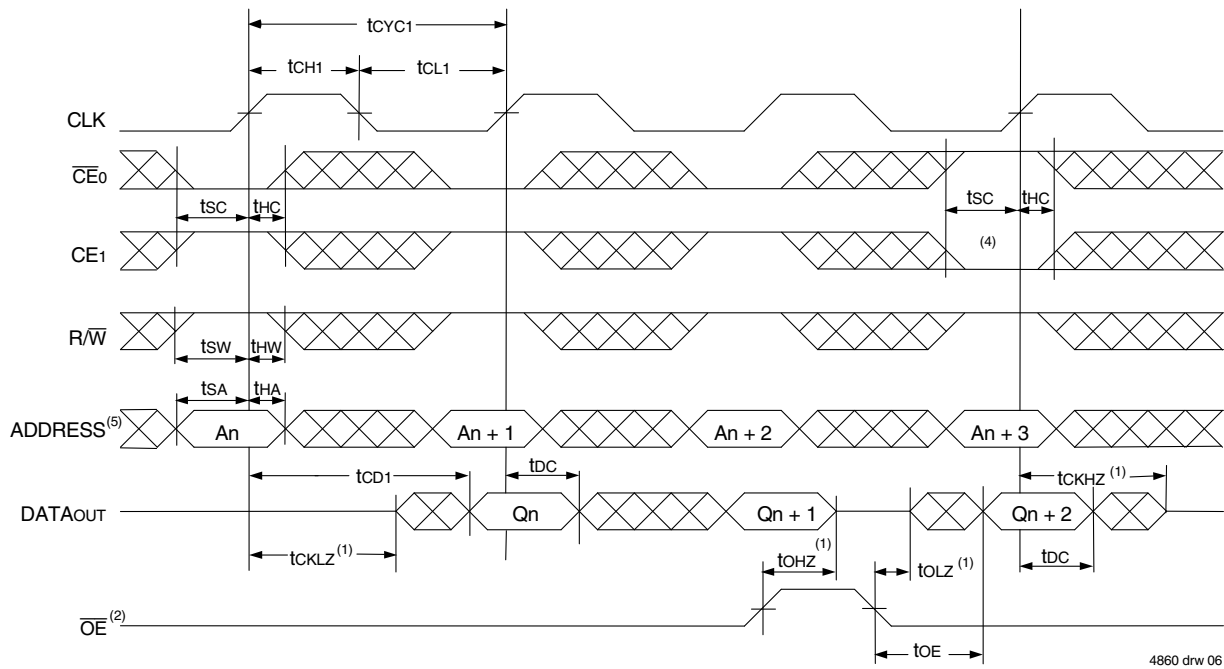 tCYC1
tCH1
tCL1
CLK
CE0
tSC
tHC
tSC
tHC
CE1
(4)
R/W
tSW
tHW
tSA
tHA
ADDRESS(5)
An
An + 1
An + 2
An + 3
tCD1
tDC
tCKHZ (1)
DATAOUT
Qn
Qn + 1
Qn + 2
tCKLZ (1)
tOHZ (1)
tOLZ (1)
tDC
OE (2)
tOE
4860 drw 06